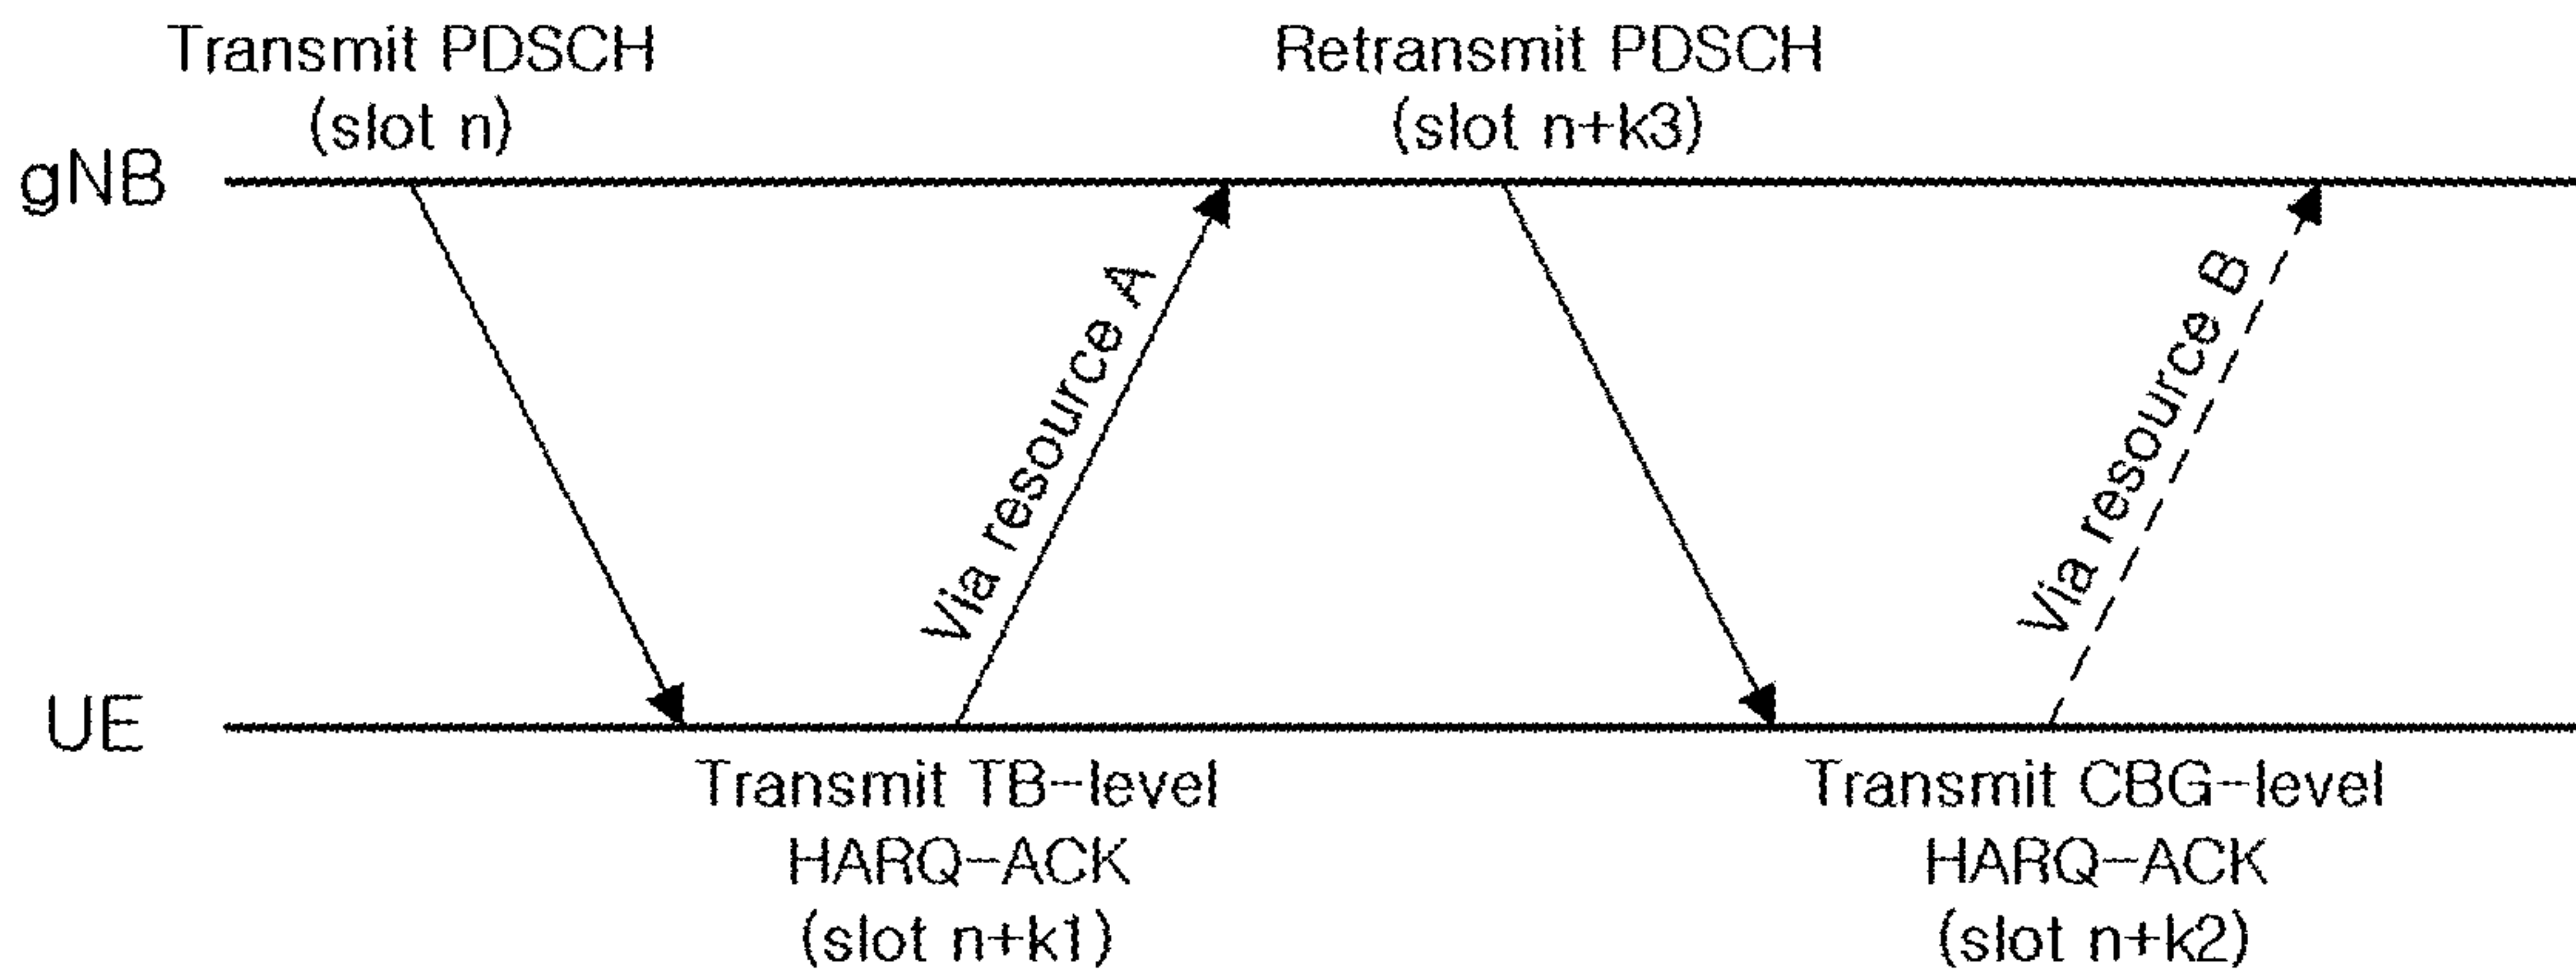 Transmit PDSCH
(slot n)
Retransmit PDSCH
(slot n+k3)
gNB
Via resource A
Via resource B
UE
Transmit TB-level
HARQ-ACK
(slot n+k1)
Transmit CBG-level
HARQ-ACK
(slot n+k2)